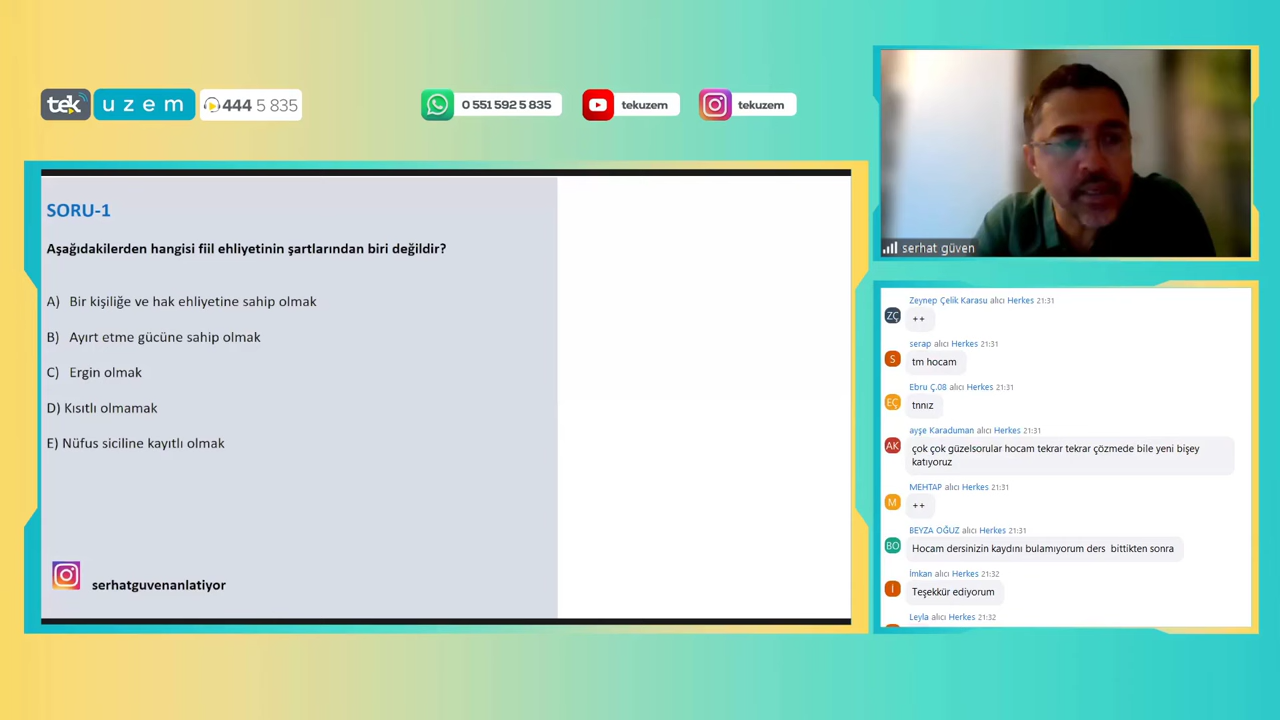 tek uzem 444 5 835
0 551 592 5 835
tekuzem
tekuzem
SORU-1
Aşağıdakilerden hangisi fiil ehliyetinin şartlarından biri değildir?
A) Bir kişiliğe ve hak ehliyetine sahip olmak
B) Ayırt etme gücüne sahip olmak
C) Ergin olmak
D) Kısıtlı olmamak
E) Nüfus siciline kayıtlı olmak
serhatguvenanlatiyor
serhat güven
Zeynep Çelik Karasu alıcı Herkes 21:31
ZÇ
++
serap alıcı Herkes 21:31
S
tm hocam
Ebru Ç.08 alıcı Herkes 21:31
EÇ
tnnız
ayşe Karaduman alıcı Herkes 21:31
AK
çok çok güzelsorular hocam tekrar tekrar çözmede bile yeni bişey
katıyoruz
MEHTAP alıcı Herkes 21:31
M
++
BEYZA OĞUZ alıcı Herkes 21:31
BO
Hocam dersinizin kaydını bulamıyorum ders bittikten sonra
İmkan alıcı Herkes 21:32
İ
Teşekkür ediyorum
Leyla alıcı Herkes 21:32